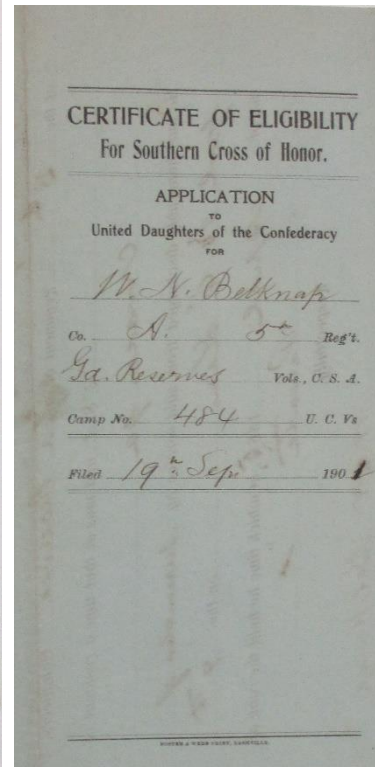 CERTIFICATE OF ELIGIBILITY
For Southern Cross of Honor.
APPLICATION
TO
United Daughters of the Confederacy
FOR
W. N. Belknap
Co. A. 5th Reg't.
Ga. Reserves Vols., C. S. A.
Camp No. 484 U. C. Vs
Filed 19th Sep. 1901